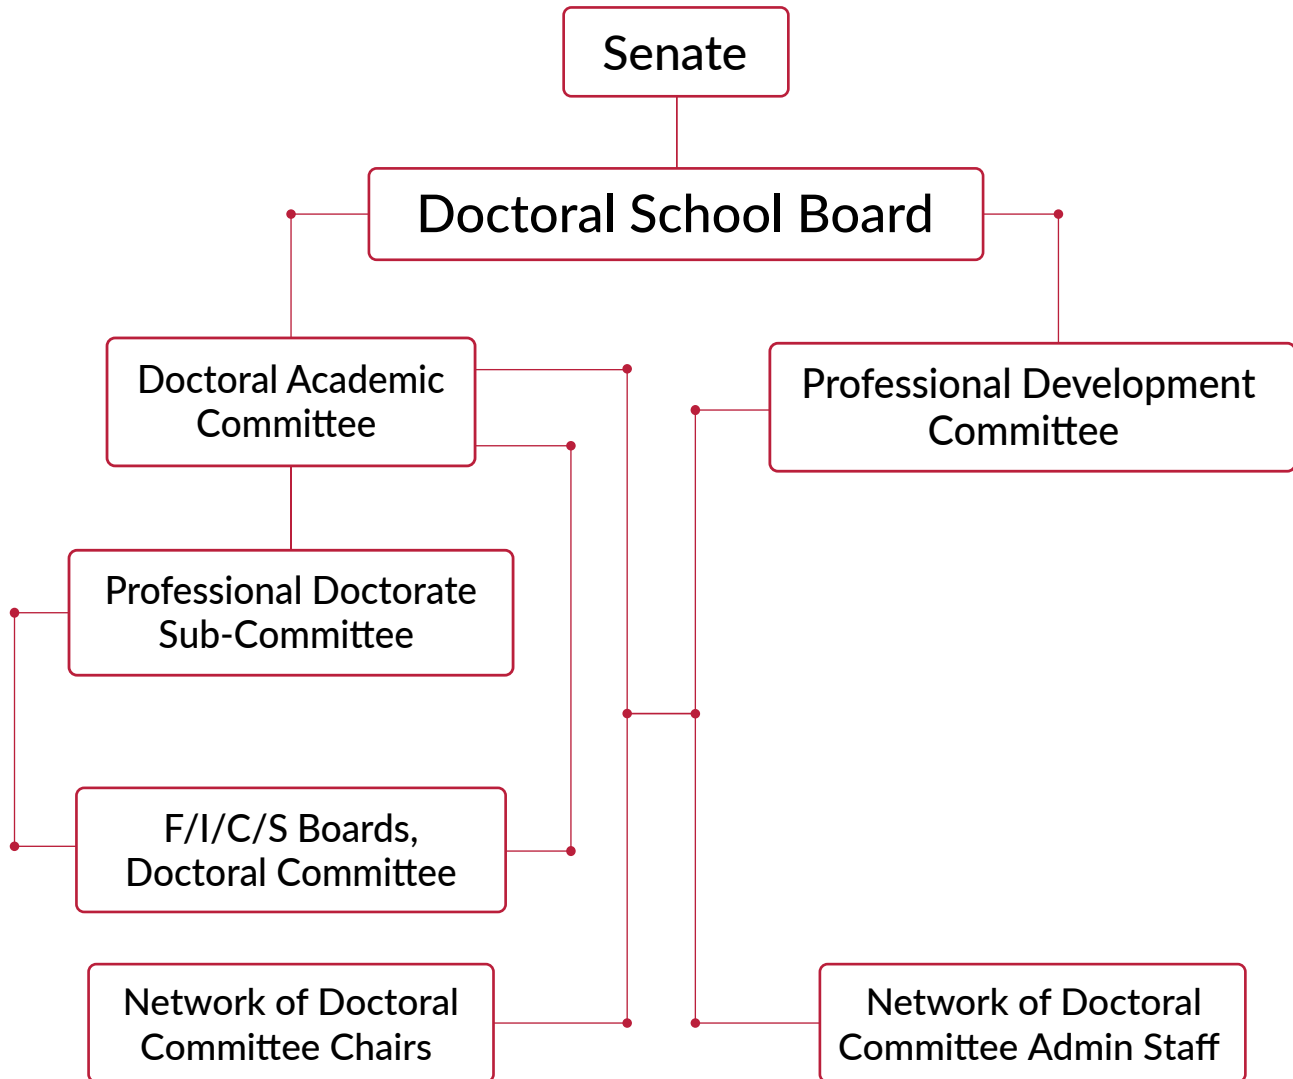 Senate
Doctoral School Board
Doctoral Academic
Committee
Professional Development
Committee
Professional Doctorate
Sub-Committee
F/I/C/S Boards,
Doctoral Committee
Network of Doctoral
Committee Chairs
Network of Doctoral
Committee Admin Staff